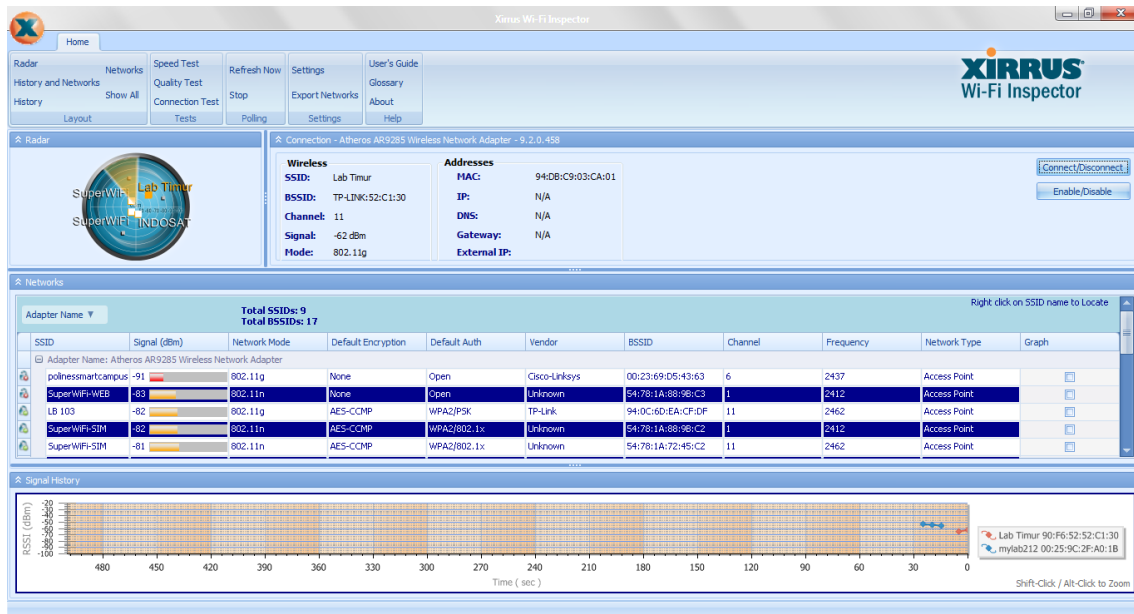 Xirrus Wi-Fi Inspector
Home
Radar
History and Networks
History
Networks
Show All
Layout
Speed Test
Quality Test
Connection Test
Tests
Refresh Now
Stop
Polling
Settings
Export Networks
Settings
User's Guide
Glossary
About
Help
XIRRUS
Wi-Fi Inspector
Radar
SuperWiFi
Lab Timur
SuperWiFi
INDOSAT
Connection - Atheros AR9285 Wireless Network Adapter - 9.2.0.458
Wireless
SSID: Lab Timur
BSSID: TP-LINK:52:C1:30
Channel: 11
Signal: -62 dBm
Mode: 802.11g
Addresses
MAC: 94:DB:C9:03:CA:01
IP: N/A
DNS: N/A
Gateway: N/A
External IP:
Connect/Disconnect
Enable/Disable
Networks
Adapter Name
Total SSIDs: 9
Total BSSIDs: 17
Right click on SSID name to Locate
SSID Signal (dBm) Network Mode Default Encryption Default Auth Vendor BSSID Channel Frequency Network Type Graph
Adapter Name: Atheros AR9285 Wireless Network Adapter
polinessmartcampus -91 802.11g None Open Cisco-Linksys 00:23:69:D5:43:63 6 2437 Access Point
SuperWiFi-WEB -83 802.11n None Open Unknown 54:78:1A:88:9B:C3 1 2412 Access Point
LB 103 -82 802.11g AES-CCMP WPA2/PSK TP-Link 94:0C:6D:EA:CF:DF 11 2462 Access Point
SuperWiFi-SIM -82 802.11n AES-CCMP WPA2/802.1x Unknown 54:78:1A:88:9B:C2 1 2412 Access Point
SuperWiFi-SIM -81 802.11n AES-CCMP WPA2/802.1x Unknown 54:78:1A:72:45:C2 11 2462 Access Point
Signal History
RSSI (dBm)
-20
-30
-40
-50
-60
-70
-80
-90
-100
480 450 420 390 360 330 300 270 240 210 180 150 120 90 60 30 0
Time ( sec )
Lab Timur 90:F6:52:52:C1:30
mylab212 00:25:9C:2F:A0:1B
Shift-Click / Alt-Click to Zoom